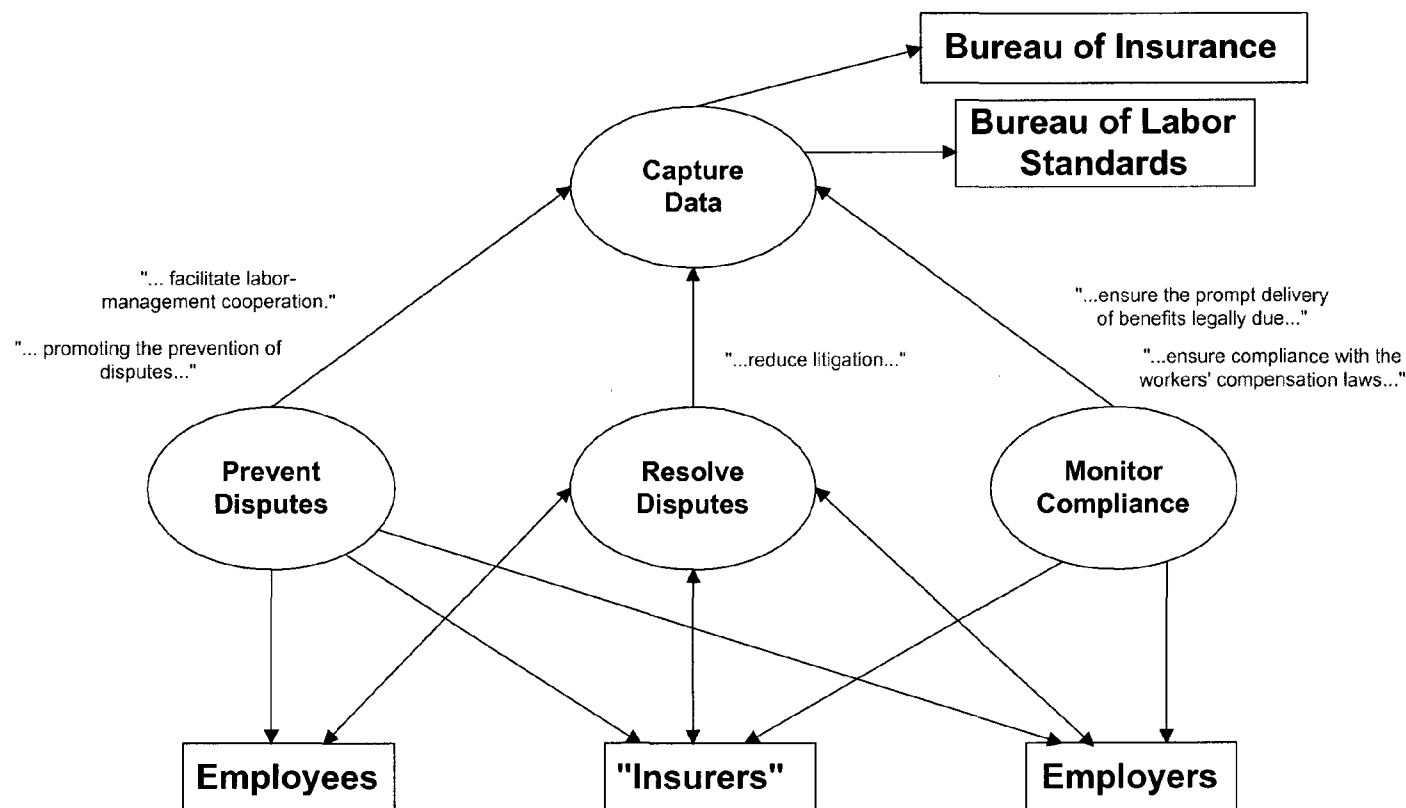 Bureau of Insurance
Bureau of Labor
Standards
Capture
Data
"... facilitate labor-
management cooperation."
"... promoting the prevention of
disputes..."
"...reduce litigation..."
"...ensure the prompt delivery
of benefits legally due..."
"...ensure compliance with the
workers' compensation laws..."
Prevent
Disputes
Resolve
Disputes
Monitor
Compliance
Employees
"Insurers"
Employers